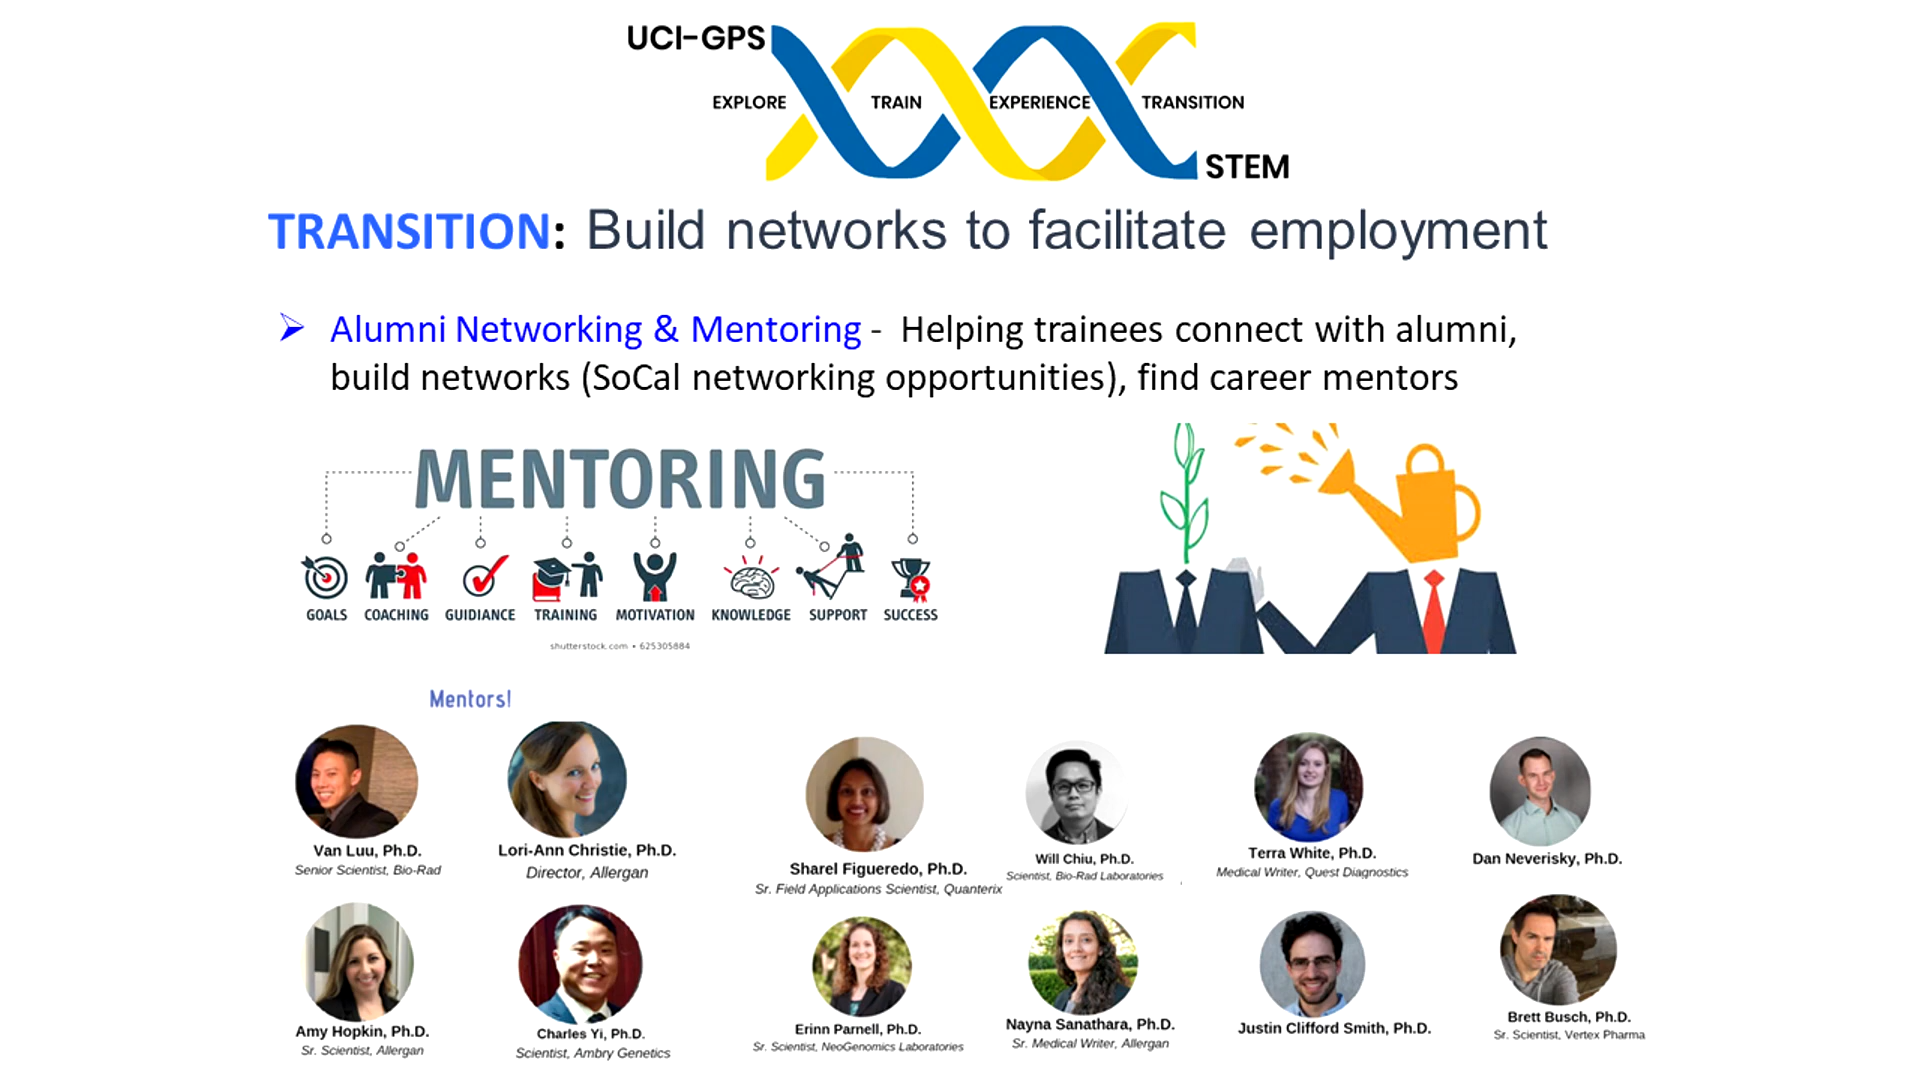 UCI-GPS
EXPLORE TRAIN EXPERIENCE TRANSITION
STEM
TRANSITION: Build networks to facilitate employment
Alumni Networking & Mentoring - Helping trainees connect with alumni,
build networks (SoCal networking opportunities), find career mentors
MENTORING
GOALS COACHING GUIDIANCE TRAINING MOTIVATION KNOWLEDGE SUPPORT SUCCESS
shutterstock.com • 625305884
Mentors!
Van Luu, Ph.D.
Senior Scientist, Bio-Rad
Lori-Ann Christie, Ph.D.
Director, Allergan
Sharel Figueredo, Ph.D.
Sr. Field Applications Scientist, Quanterix
Will Chiu, Ph.D.
Scientist, Bio-Rad Laboratories
Terra White, Ph.D.
Medical Writer, Quest Diagnostics
Dan Neverisky, Ph.D.
Amy Hopkin, Ph.D.
Sr. Scientist, Allergan
Charles Yi, Ph.D.
Scientist, Ambry Genetics
Erinn Parnell, Ph.D.
Sr. Scientist, NeoGenomics Laboratories
Nayna Sanathara, Ph.D.
Sr. Medical Writer, Allergan
Justin Clifford Smith, Ph.D.
Brett Busch, Ph.D.
Sr. Scientist, Vertex Pharma